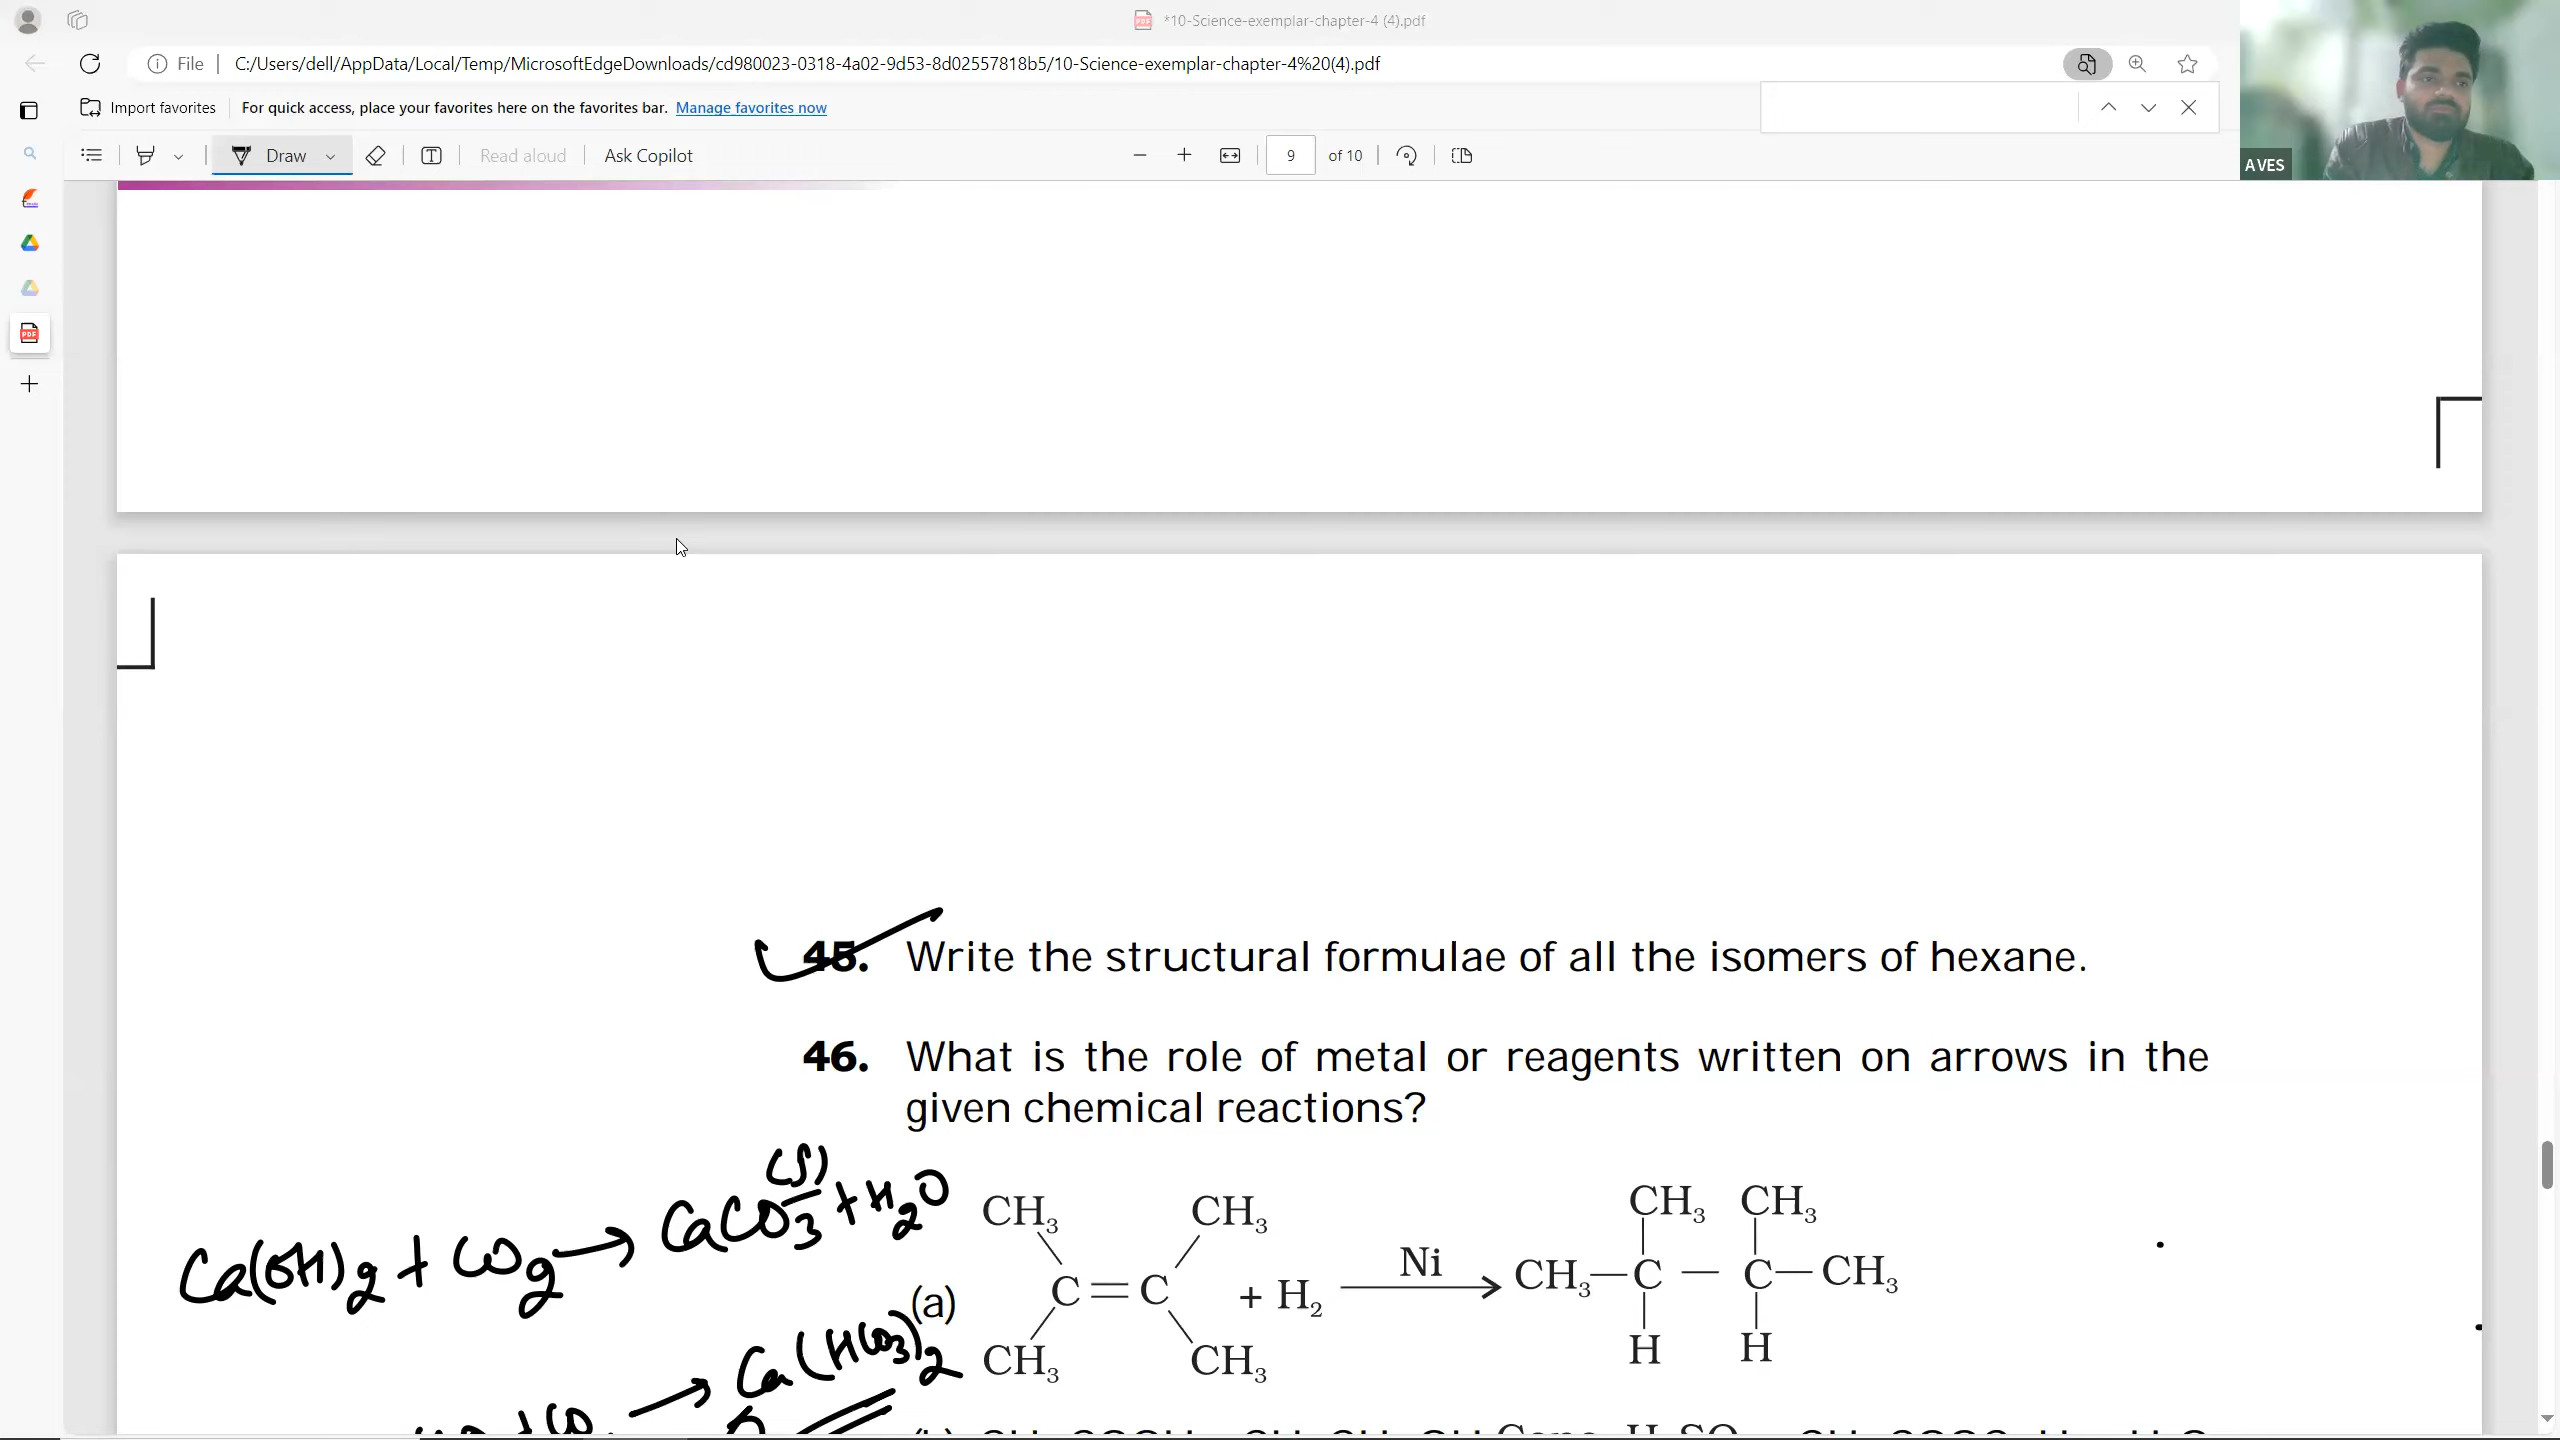 *10-Science-exemplar-chapter-4 (4).pdf
File | C:/Users/dell/AppData/Local/Temp/MicrosoftEdgeDownloads/cd980023-0318-4a02-9d53-8d02557818b5/10-Science-exemplar-chapter-4%20(4).pdf
Import favorites For quick access, place your favorites here on the favorites bar. Manage favorites now
Draw Read aloud Ask Copilot 9 of 10
AVES
45. Write the structural formulae of all the isomers of hexane.
46. What is the role of metal or reagents written on arrows in the
given chemical reactions?
Ca(OH)2 + CO2 → CaCO3 (s) + H2O
(a)
CH3 CH3
C = C + H2
CH3 CH3
Ni
CH3 CH3
CH3 — C — C — CH3
H H
→ Ca(HCO3)2